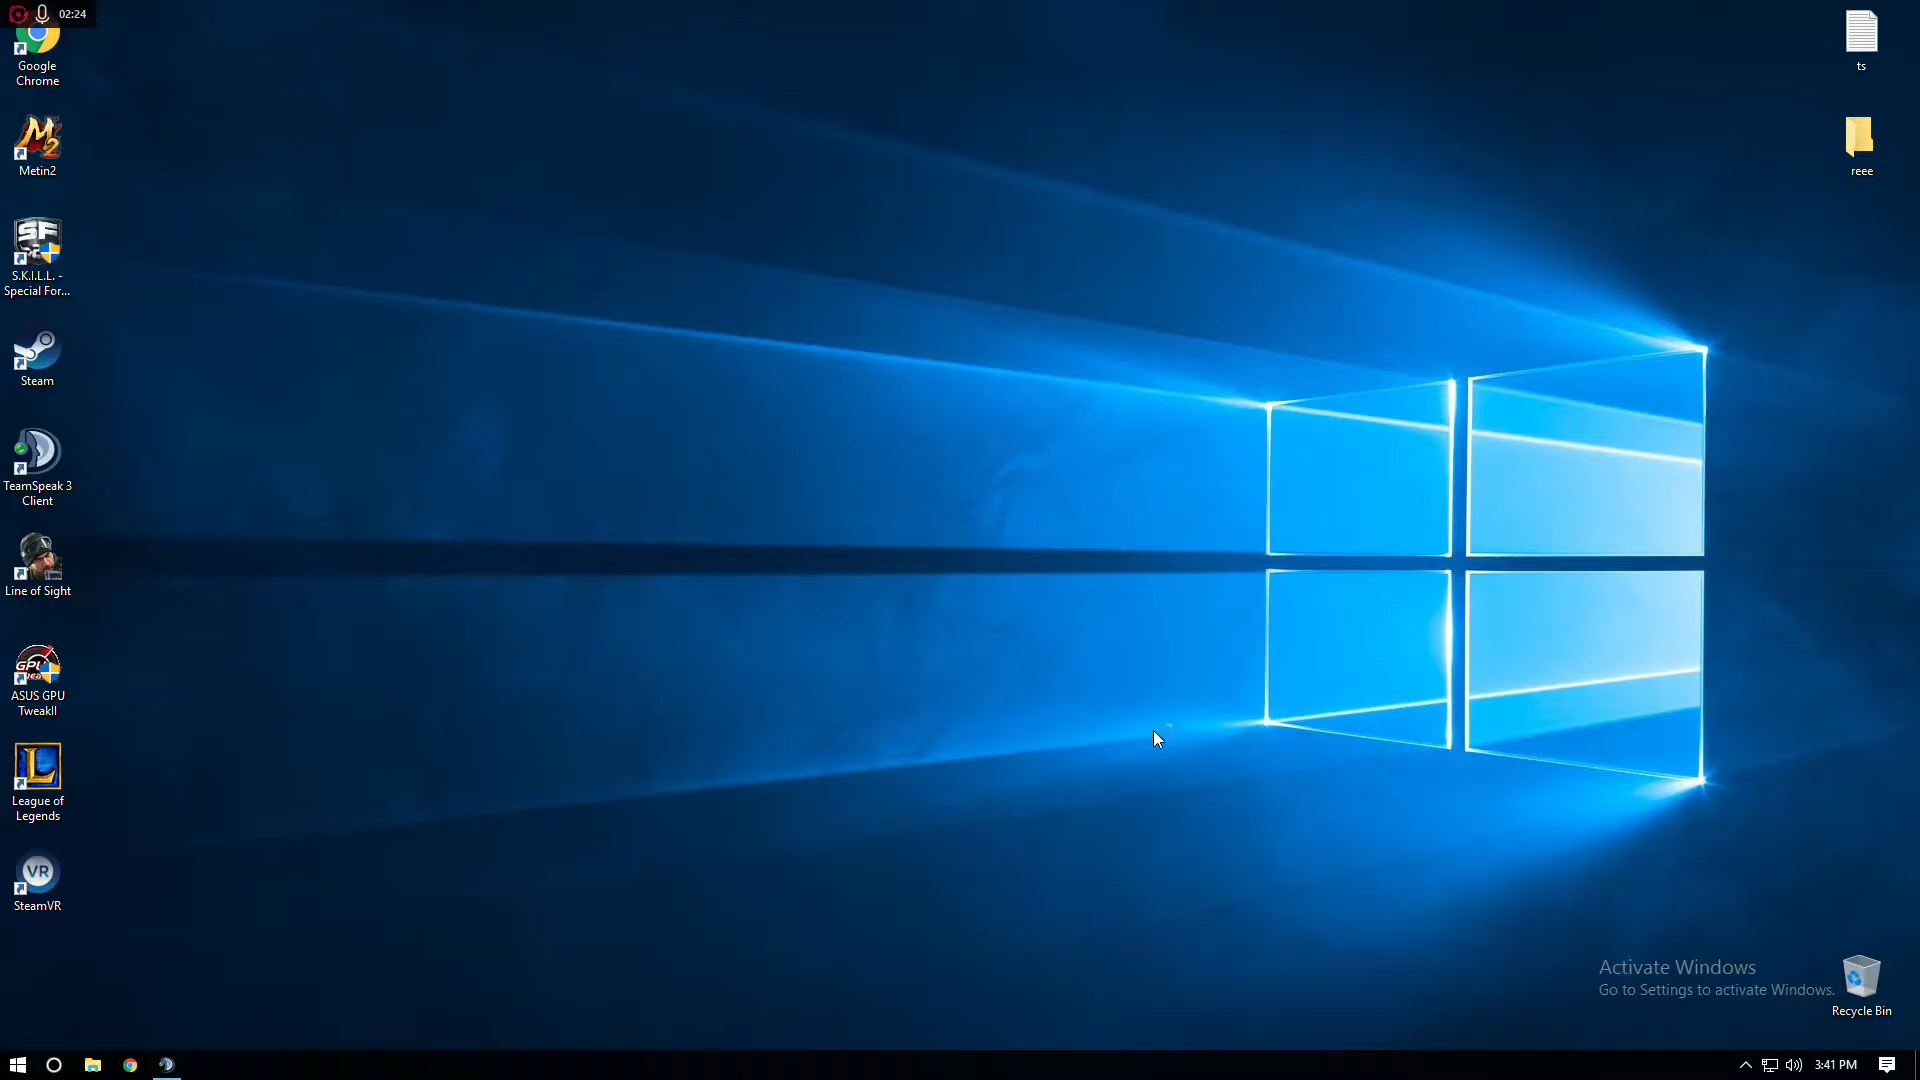 02:24
Google
Chrome
Metin2
S.K.I.L.L. -
Special For...
Steam
TeamSpeak 3
Client
Line of Sight
ASUS GPU
TweakII
League of
Legends
VR
SteamVR
ts
reee
Activate Windows
Go to Settings to activate Windows.
Recycle Bin
3:41 PM